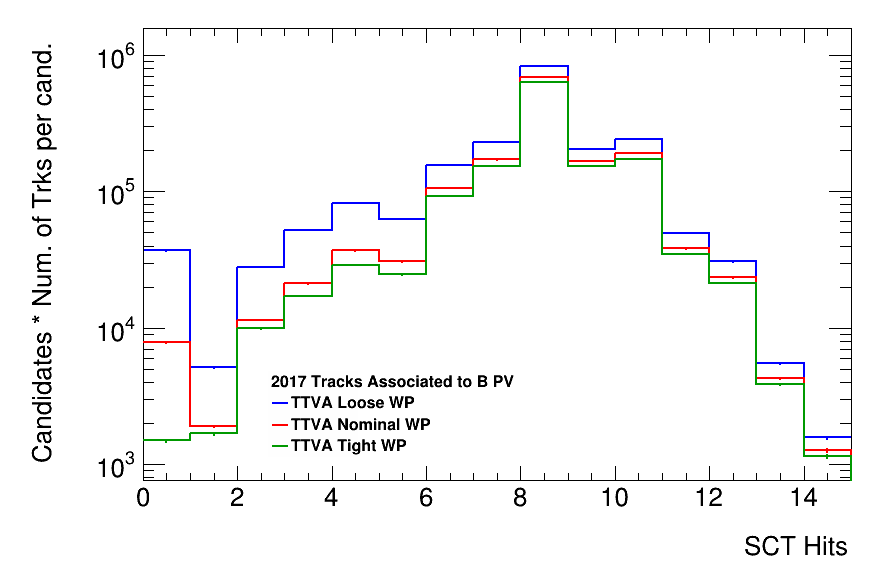 Candidates * Num. of Trks per cand.
10^6
10^5
10^4
10^3
2017 Tracks Associated to B PV
TTVA Loose WP
TTVA Nominal WP
TTVA Tight WP
0 2 4 6 8 10 12 14
SCT Hits